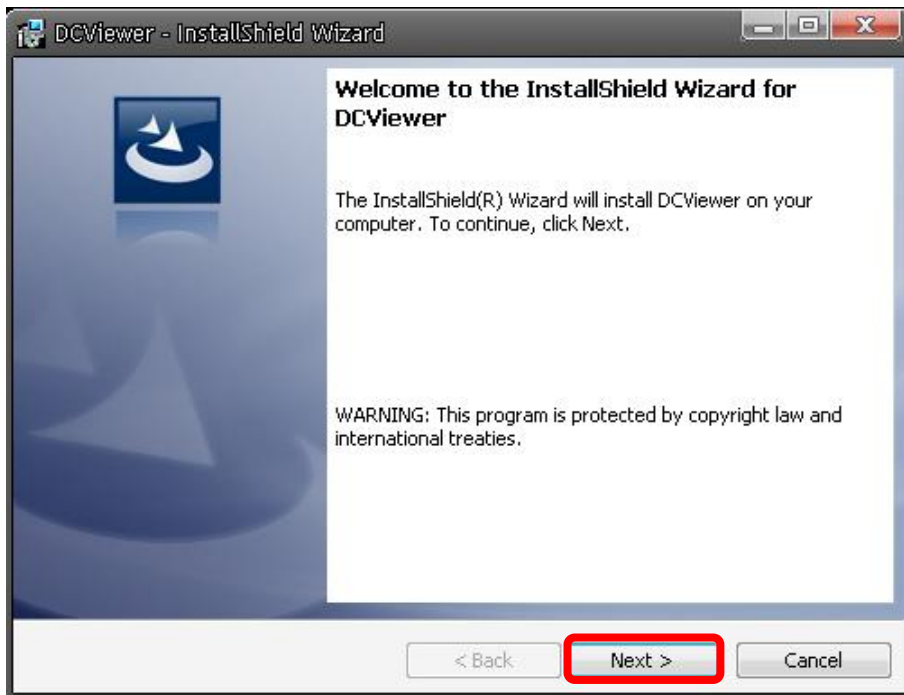 DCViewer - InstallShield Wizard
Welcome to the InstallShield Wizard for
DCViewer
The InstallShield(R) Wizard will install DCViewer on your
computer. To continue, click Next.
WARNING: This program is protected by copyright law and
international treaties.
< Back
Next >
Cancel